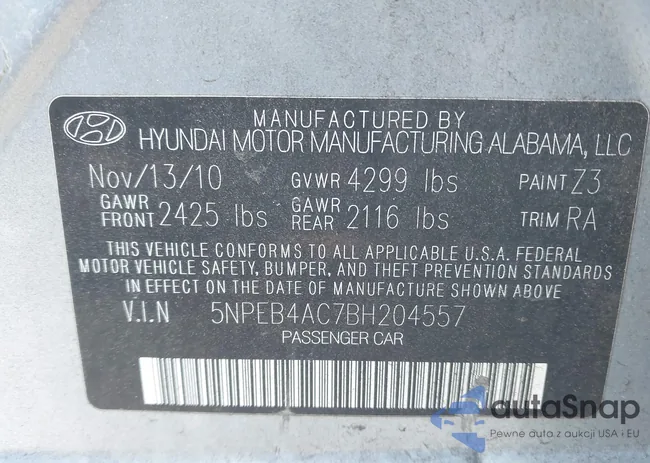 MANUFACTURED BY
HYUNDAI MOTOR MANUFACTURING ALABAMA, LLC
Nov/13/10 GVWR 4299 lbs PAINT Z3
GAWR FRONT 2425 lbs GAWR REAR 2116 lbs TRIM RA
THIS VEHICLE CONFORMS TO ALL APPLICABLE U.S.A. FEDERAL
MOTOR VEHICLE SAFETY, BUMPER, AND THEFT PREVENTION STANDARDS
IN EFFECT ON THE DATE OF MANUFACTURE SHOWN ABOVE
V.I.N 5NPEB4AC7BH204557
PASSENGER CAR
autaSnap
Pewne auta z aukcji USA i EU